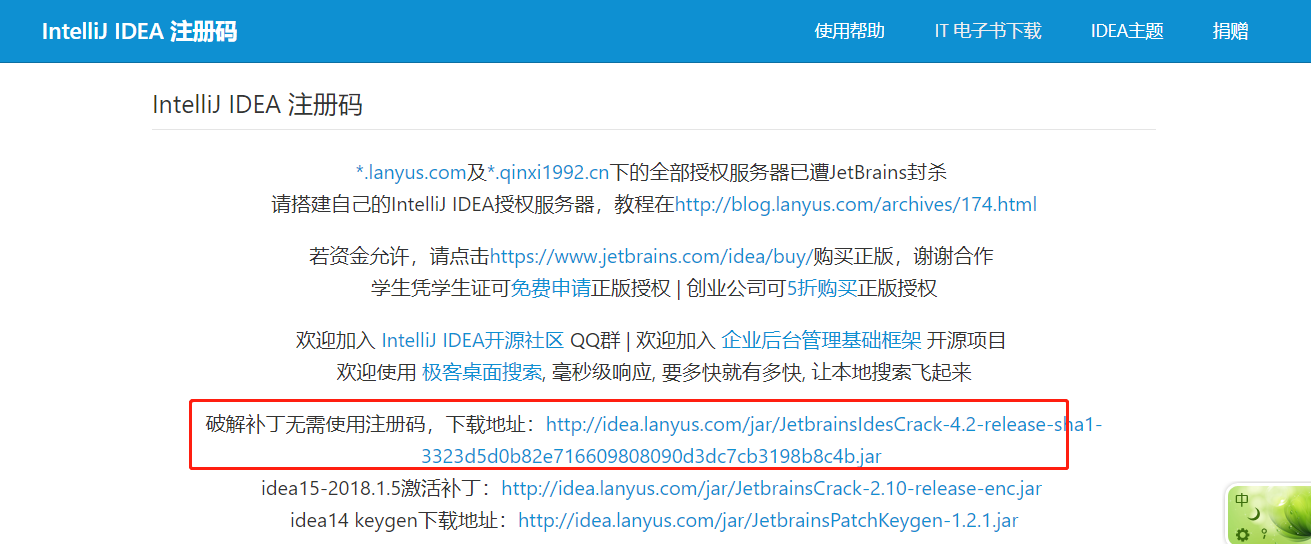 IntelliJ IDEA 注册码 使用帮助 IT 电子书下载 IDEA主题 捐赠
IntelliJ IDEA 注册码
*.lanyus.com及*.qinxi1992.cn下的全部授权服务器已遭JetBrains封杀
请搭建自己的IntelliJ IDEA授权服务器，教程在http://blog.lanyus.com/archives/174.html
若资金允许，请点击https://www.jetbrains.com/idea/buy/购买正版，谢谢合作
学生凭学生证可免费申请正版授权 | 创业公司可5折购买正版授权
欢迎加入 IntelliJ IDEA开源社区 QQ群 | 欢迎加入 企业后台管理基础框架 开源项目
欢迎使用 极客桌面搜索, 毫秒级响应, 要多快就有多快, 让本地搜索飞起来
破解补丁无需使用注册码，下载地址：http://idea.lanyus.com/jar/JetbrainsIdesCrack-4.2-release-sha1-
3323d5d0b82e716609808090d3dc7cb3198b8c4b.jar
idea15-2018.1.5激活补丁：http://idea.lanyus.com/jar/JetbrainsCrack-2.10-release-enc.jar
idea14 keygen下载地址：http://idea.lanyus.com/jar/JetbrainsPatchKeygen-1.2.1.jar
中